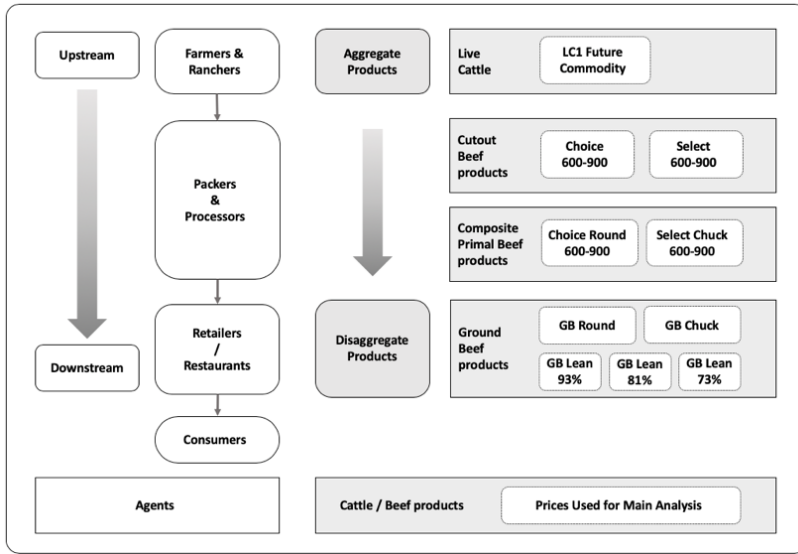 Upstream
Farmers &
Ranchers
Aggregate
Products
Live
Cattle
LC1 Future
Commodity
Packers
&
Processors
Cutout
Beef
products
Choice
600-900
Select
600-900
Composite
Primal Beef
products
Choice Round
600-900
Select Chuck
600-900
Downstream
Retailers
/
Restaurants
Disaggregate
Products
Ground
Beef
products
GB Round
GB Chuck
GB Lean
93%
GB Lean
81%
GB Lean
73%
Consumers
Agents
Cattle / Beef products
Prices Used for Main Analysis